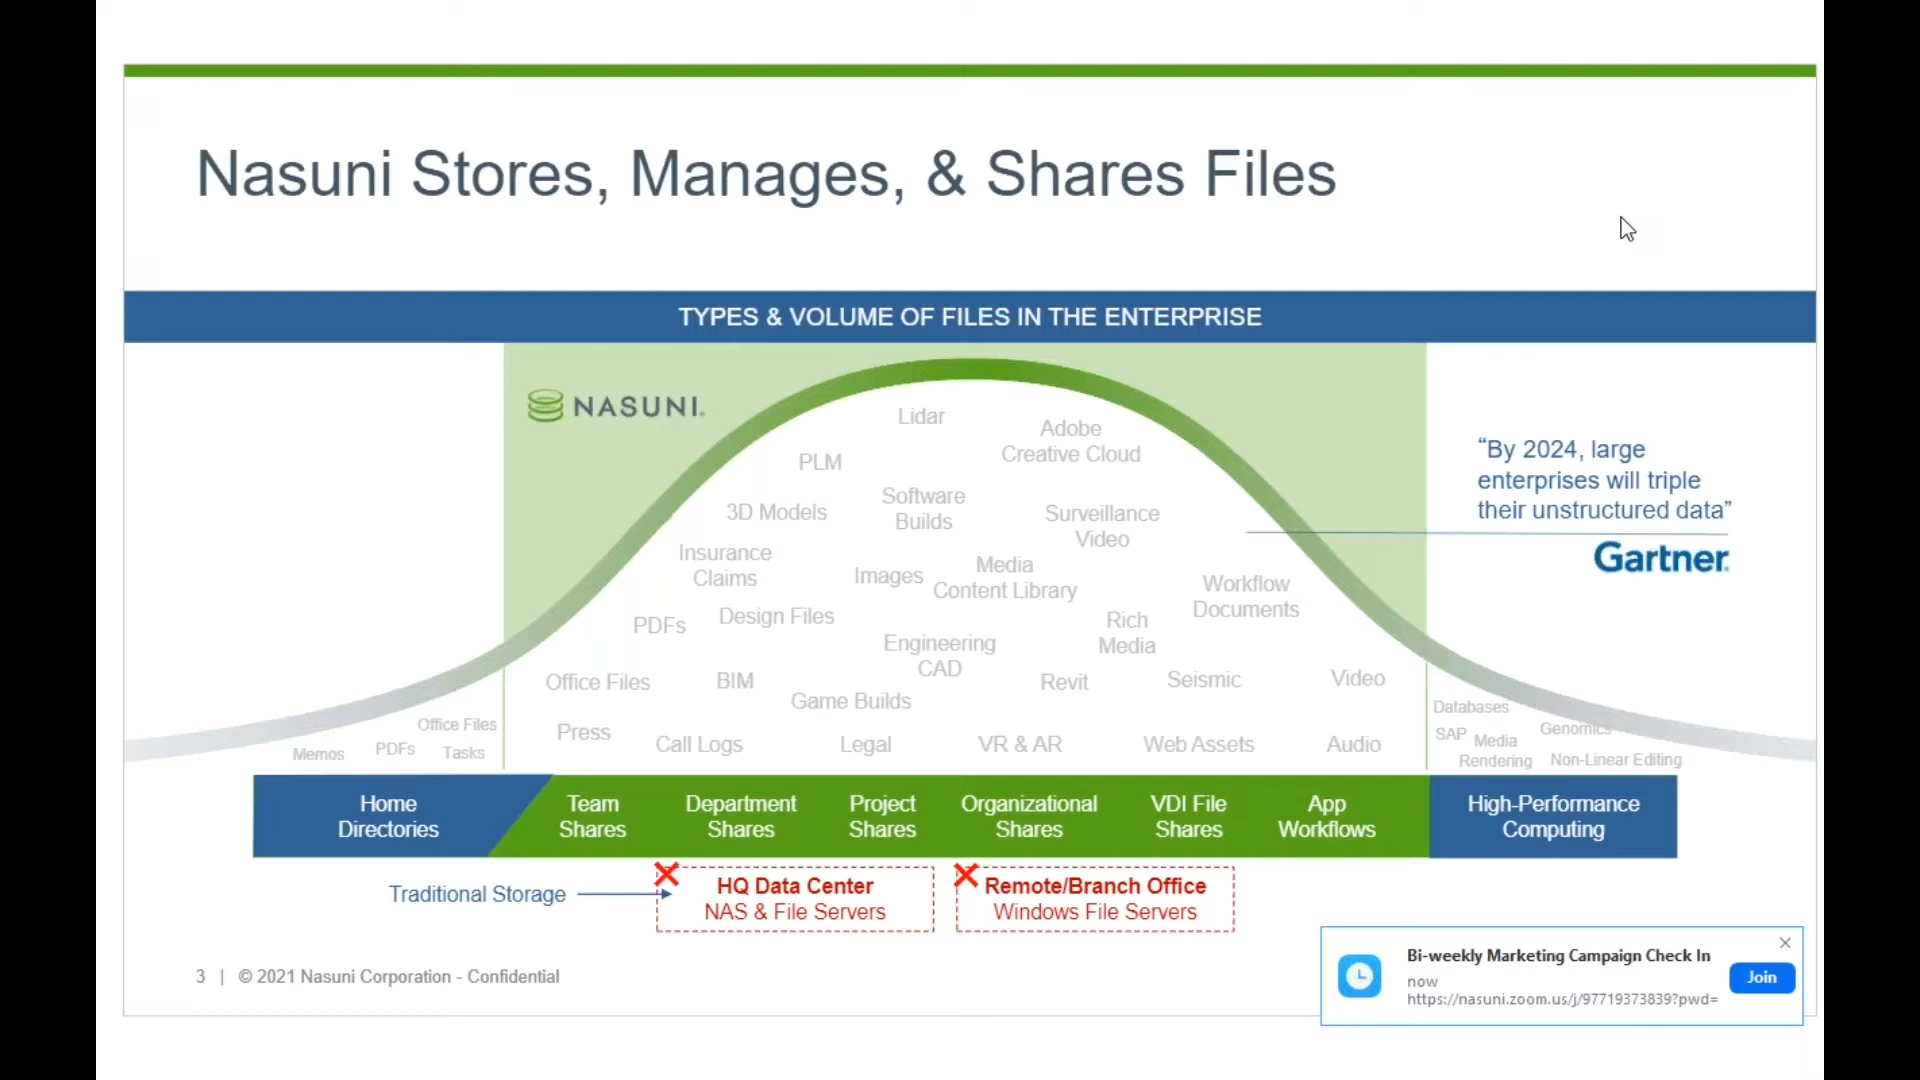 Nasuni Stores, Manages, & Shares Files
TYPES & VOLUME OF FILES IN THE ENTERPRISE
NASUNI
Lidar
Adobe
Creative Cloud
PLM
Software
Builds
3D Models
Surveillance
Video
Insurance
Claims
Images
Media
Content Library
Workflow
Documents
PDFs
Design Files
Rich
Media
Engineering
CAD
Office Files
BIM
Game Builds
Revit
Seismic
Video
Press
Call Logs
Legal
VR & AR
Web Assets
Audio
“By 2024, large
enterprises will triple
their unstructured data”
Gartner
Office Files
Memos
PDFs
Tasks
Databases
SAP
Media
Rendering
Genomics
Non-Linear Editing
Home
Directories
Team
Shares
Department
Shares
Project
Shares
Organizational
Shares
VDI File
Shares
App
Workflows
High-Performance
Computing
Traditional Storage
HQ Data Center
NAS & File Servers
Remote/Branch Office
Windows File Servers
3 | © 2021 Nasuni Corporation - Confidential
Bi-weekly Marketing Campaign Check In
now
https://nasuni.zoom.us/j/97719373839?pwd=
Join